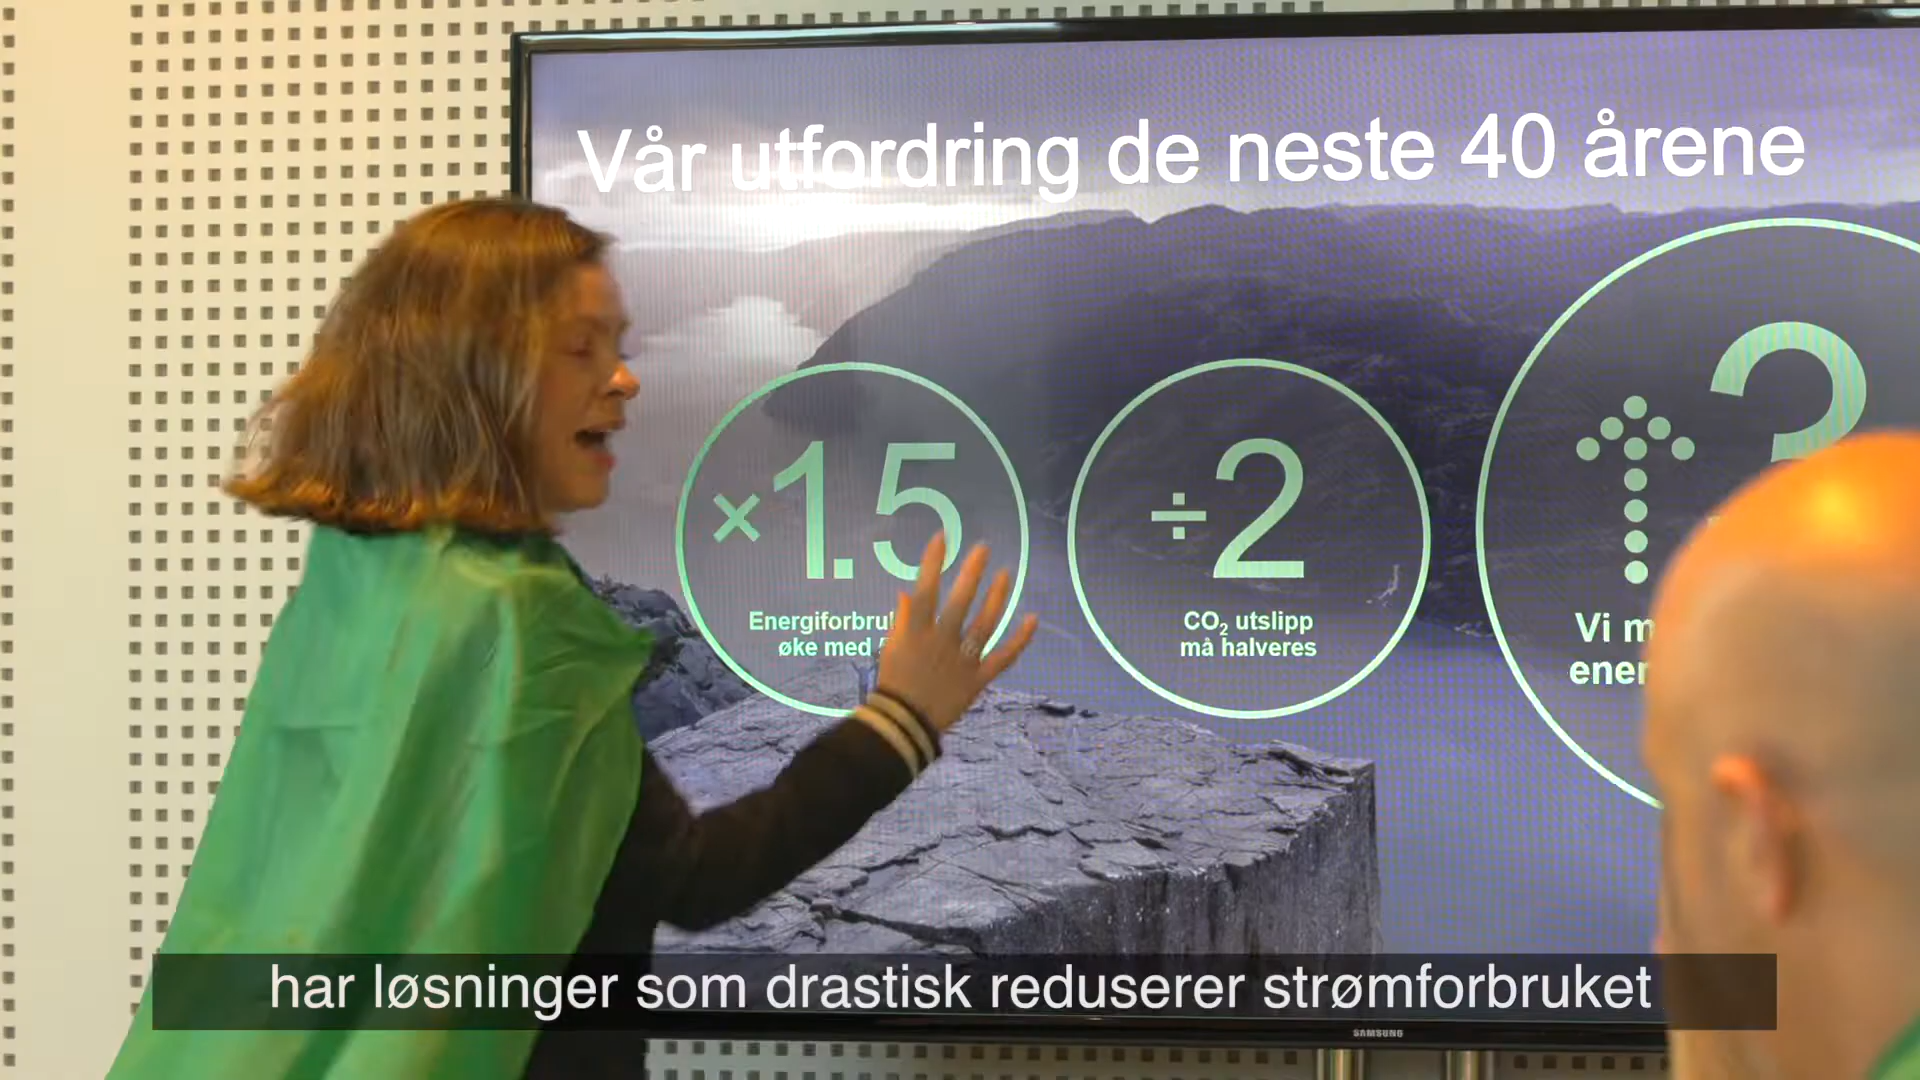 Vår utfordring de neste 40 årene
×1.5
Energiforbru
øke med
÷2
CO₂ utslipp
må halveres
?
Vi m
ener
har løsninger som drastisk reduserer strømforbruket
SAMSUNG